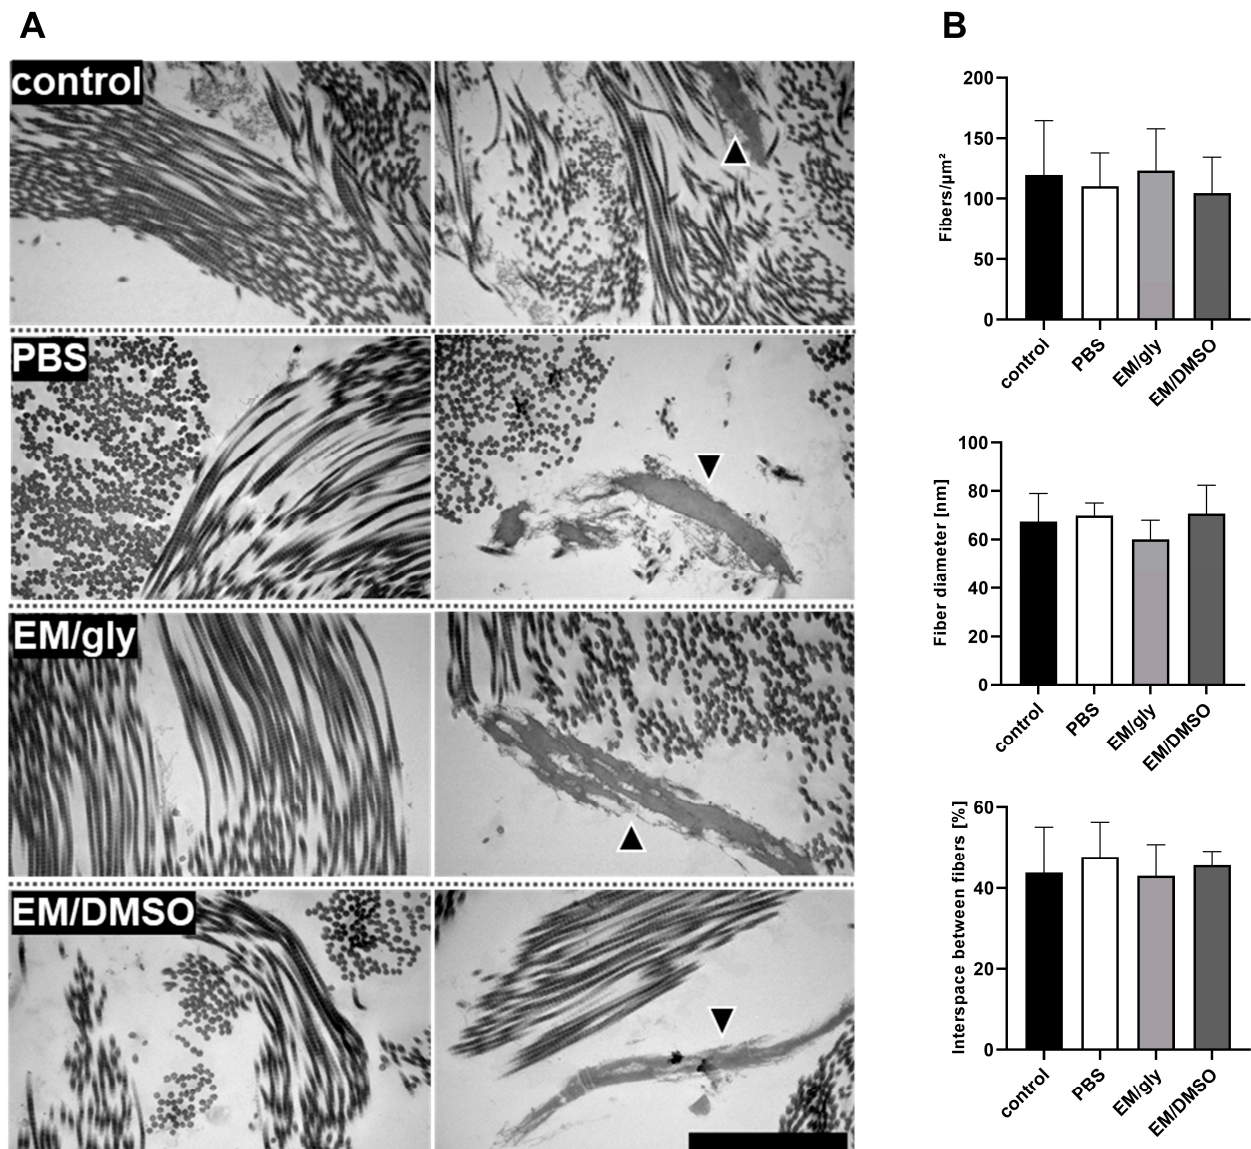 A
B
control
PBS
EM/gly
EM/DMSO
Fibers/µm²
200
150
100
50
0
control
PBS
EM/gly
EM/DMSO
Fiber diameter [nm]
100
80
60
40
20
0
control
PBS
EM/gly
EM/DMSO
Interspace between fibers [%]
60
40
20
0
control
PBS
EM/gly
EM/DMSO